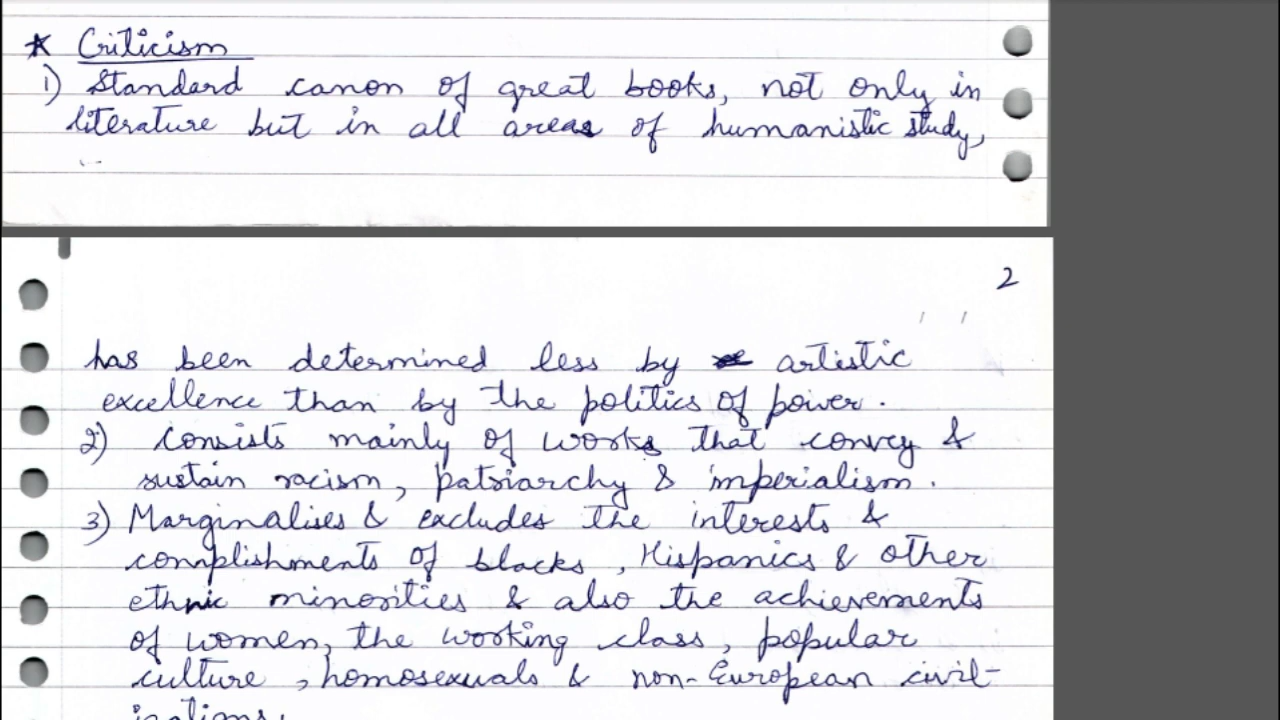 * Criticism
1) Standard canon of great books, not only in
literature but in all areas of humanistic study,
2
has been determined less by artistic
excellence than by the politics of power.
2) consists mainly of works that convey &
sustain racism, patriarchy & imperialism.
3) Marginalises & excludes the interests &
complishments of blacks, Hispanics & other
ethnic minorities & also the achievements
of women, the working class, popular
culture, homosexuals & non-European civil-
izations.